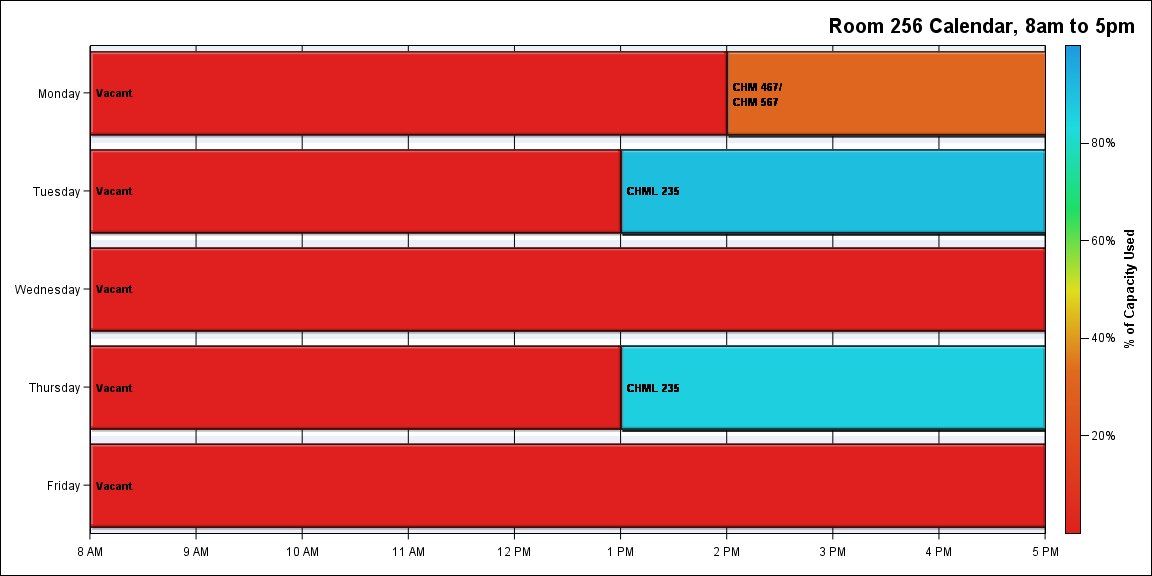 Room 256 Calendar, 8am to 5pm
Monday
Vacant
CHM 467/
CHM 567
Tuesday
Vacant
CHML 235
Wednesday
Vacant
Thursday
Vacant
CHML 235
Friday
Vacant
8 AM
9 AM
10 AM
11 AM
12 PM
1 PM
2 PM
3 PM
4 PM
5 PM
80%
60%
40%
20%
% of Capacity Used